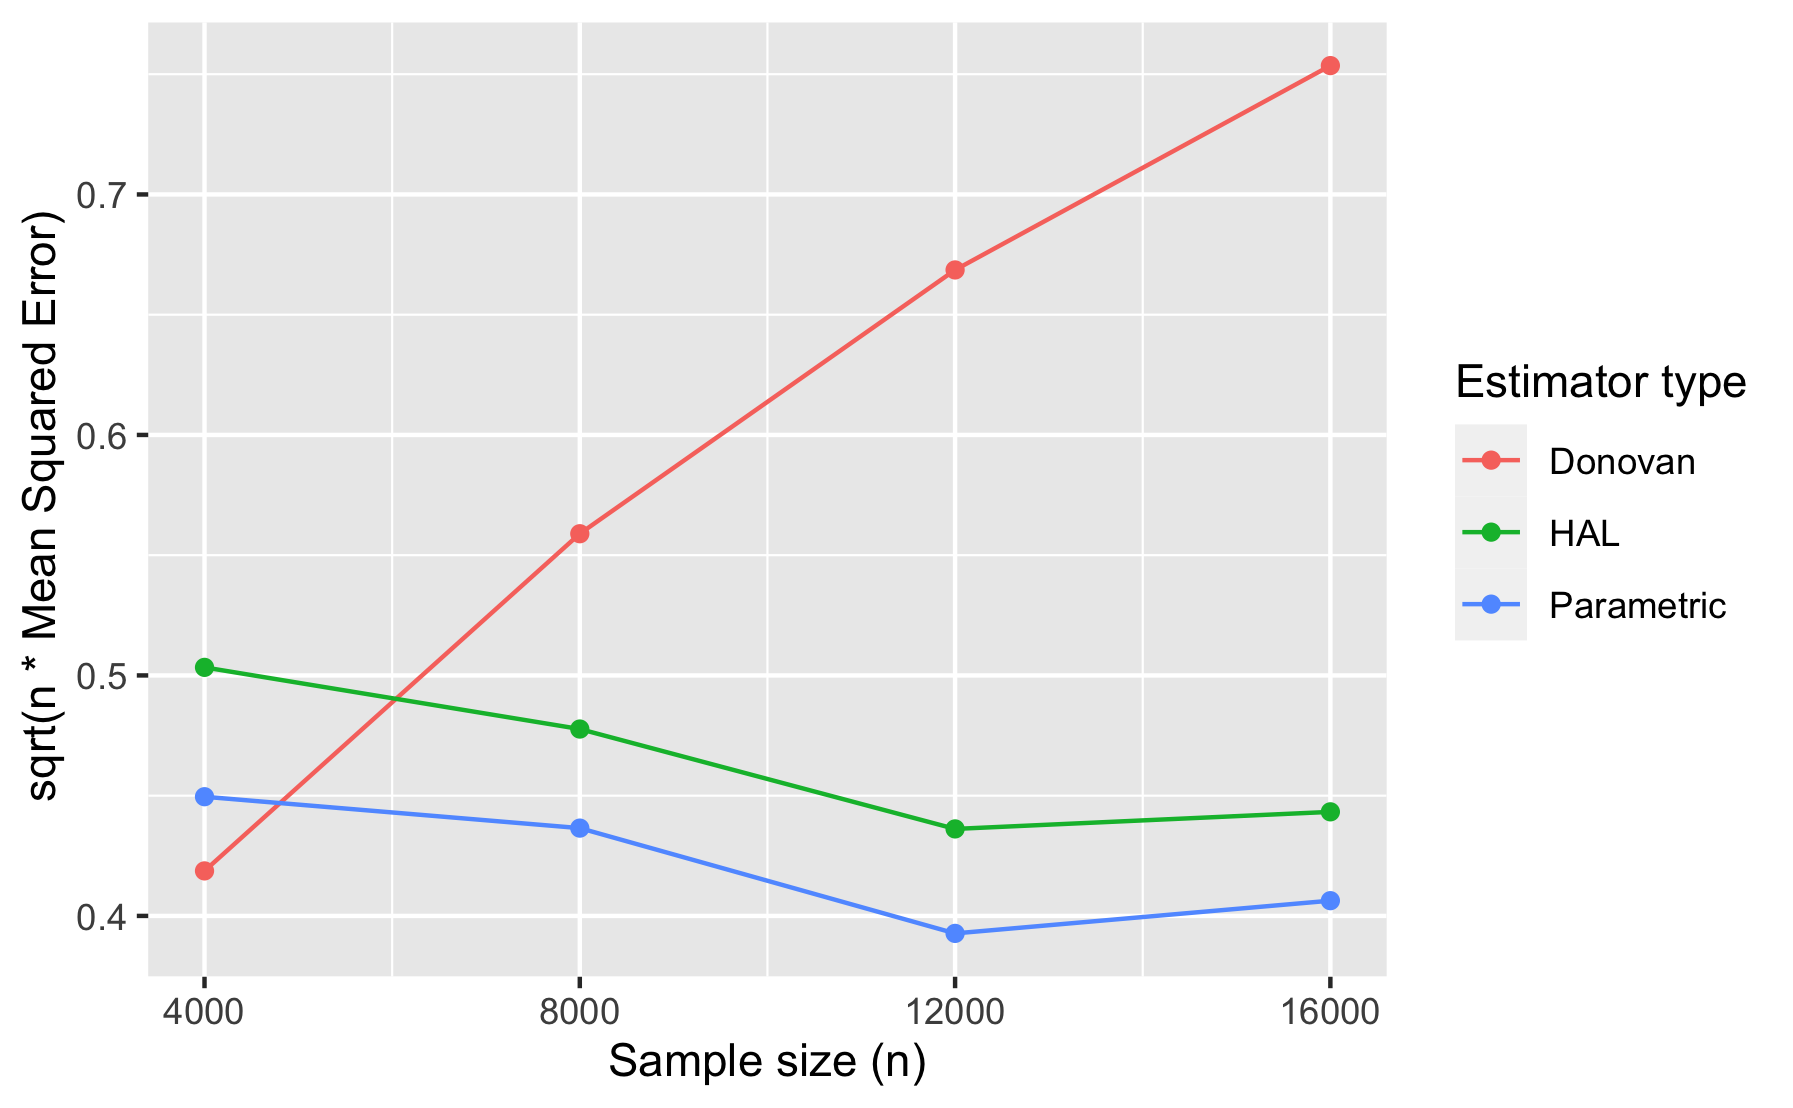 sqrt(n * Mean Squared Error)
0.7
0.6
0.5
0.4
4000 8000 12000 16000
Sample size (n)
Estimator type
Donovan
HAL
Parametric